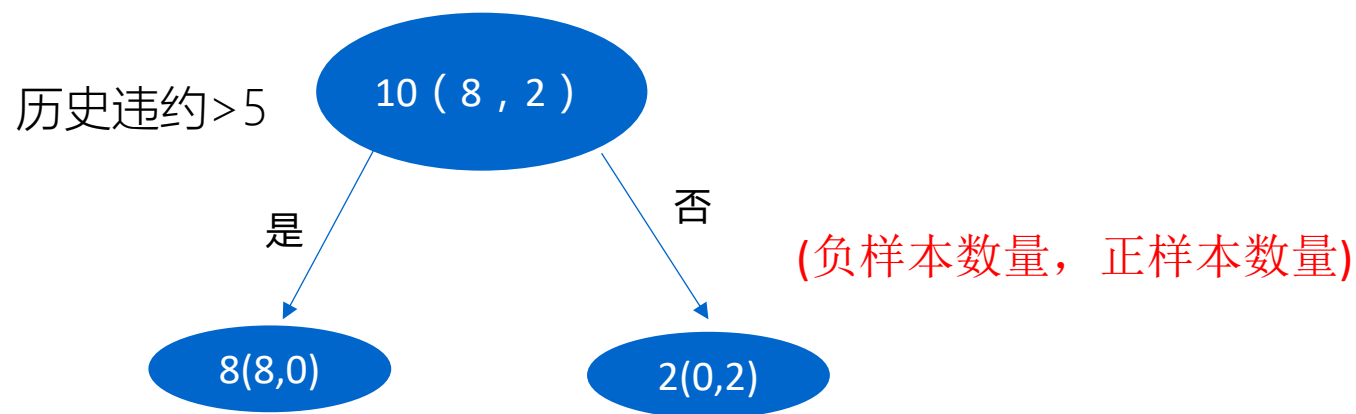 10（8，2）
历史违约>5
是
否
(负样本数量，正样本数量)
8(8,0)
2(0,2)